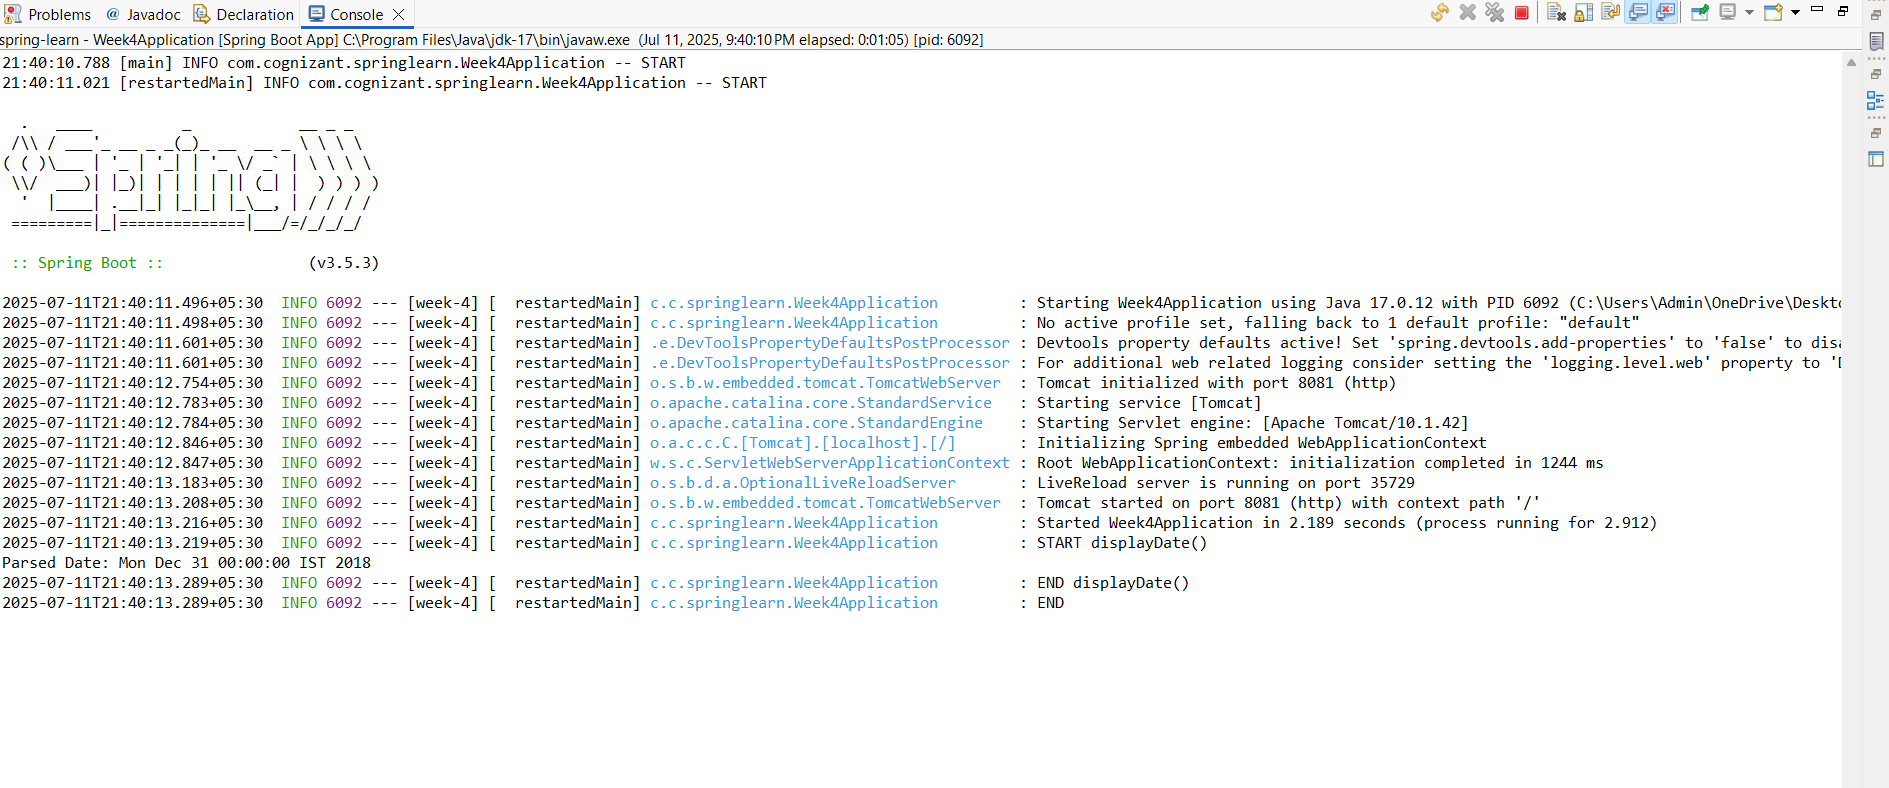 Problems @ Javadoc Declaration Console
spring-learn - Week4Application [Spring Boot App] C:\Program Files\Java\jdk-17\bin\javaw.exe (Jul 11, 2025, 9:40:10 PM elapsed: 0:01:05) [pid: 6092]
21:40:10.788 [main] INFO com.cognizant.springlearn.Week4Application -- START
21:40:11.021 [restartedMain] INFO com.cognizant.springlearn.Week4Application -- START
  .   ____          _            __ _ _
 /\\ / ___'_ __ _ _(_)_ __  __ _ \ \ \ \
( ( )\___ | '_ | '_| | '_ \/ _` | \ \ \ \
 \\/  ___)| |_)| | | | | || (_| |  ) ) ) )
  '  |____| .__|_| |_|_| |_\__, | / / / /
 =========|_|==============|___/=/_/_/_/
 :: Spring Boot ::                (v3.5.3)
2025-07-11T21:40:11.496+05:30  INFO 6092 --- [week-4] [  restartedMain] c.c.springlearn.Week4Application         : Starting Week4Application using Java 17.0.12 with PID 6092 (C:\Users\Admin\OneDrive\Deskto
2025-07-11T21:40:11.498+05:30  INFO 6092 --- [week-4] [  restartedMain] c.c.springlearn.Week4Application         : No active profile set, falling back to 1 default profile: "default"
2025-07-11T21:40:11.601+05:30  INFO 6092 --- [week-4] [  restartedMain] .e.DevToolsPropertyDefaultsPostProcessor : Devtools property defaults active! Set 'spring.devtools.add-properties' to 'false' to disa
2025-07-11T21:40:11.601+05:30  INFO 6092 --- [week-4] [  restartedMain] .e.DevToolsPropertyDefaultsPostProcessor : For additional web related logging consider setting the 'logging.level.web' property to 'D
2025-07-11T21:40:12.754+05:30  INFO 6092 --- [week-4] [  restartedMain] o.s.b.w.embedded.tomcat.TomcatWebServer  : Tomcat initialized with port 8081 (http)
2025-07-11T21:40:12.783+05:30  INFO 6092 --- [week-4] [  restartedMain] o.apache.catalina.core.StandardService   : Starting service [Tomcat]
2025-07-11T21:40:12.784+05:30  INFO 6092 --- [week-4] [  restartedMain] o.apache.catalina.core.StandardEngine    : Starting Servlet engine: [Apache Tomcat/10.1.42]
2025-07-11T21:40:12.846+05:30  INFO 6092 --- [week-4] [  restartedMain] o.a.c.c.C.[Tomcat].[localhost].[/]       : Initializing Spring embedded WebApplicationContext
2025-07-11T21:40:12.847+05:30  INFO 6092 --- [week-4] [  restartedMain] w.s.c.ServletWebServerApplicationContext : Root WebApplicationContext: initialization completed in 1244 ms
2025-07-11T21:40:13.183+05:30  INFO 6092 --- [week-4] [  restartedMain] o.s.b.d.a.OptionalLiveReloadServer       : LiveReload server is running on port 35729
2025-07-11T21:40:13.208+05:30  INFO 6092 --- [week-4] [  restartedMain] o.s.b.w.embedded.tomcat.TomcatWebServer  : Tomcat started on port 8081 (http) with context path '/'
2025-07-11T21:40:13.216+05:30  INFO 6092 --- [week-4] [  restartedMain] c.c.springlearn.Week4Application         : Started Week4Application in 2.189 seconds (process running for 2.912)
2025-07-11T21:40:13.219+05:30  INFO 6092 --- [week-4] [  restartedMain] c.c.springlearn.Week4Application         : START displayDate()
Parsed Date: Mon Dec 31 00:00:00 IST 2018
2025-07-11T21:40:13.289+05:30  INFO 6092 --- [week-4] [  restartedMain] c.c.springlearn.Week4Application         : END displayDate()
2025-07-11T21:40:13.289+05:30  INFO 6092 --- [week-4] [  restartedMain] c.c.springlearn.Week4Application         : END